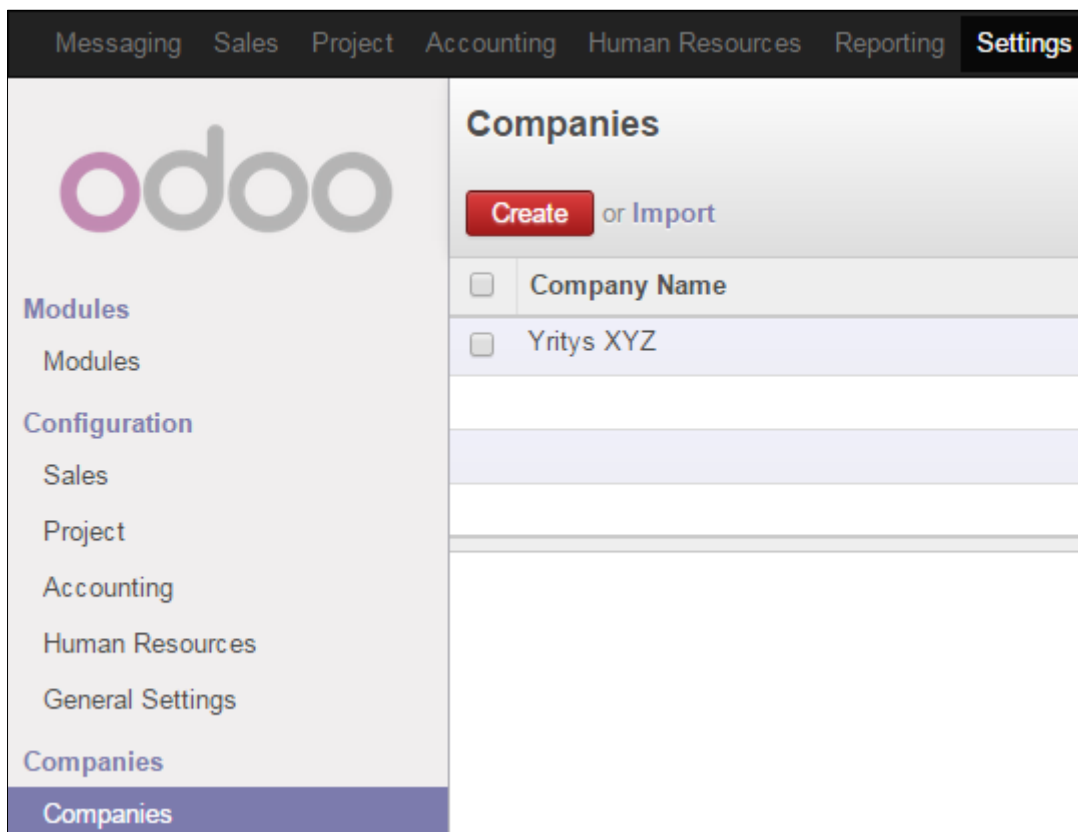 Messaging Sales Project Accounting Human Resources Reporting Settings
odoo
Modules
Modules
Configuration
Sales
Project
Accounting
Human Resources
General Settings
Companies
Companies
Companies
Create or Import
Company Name
Yritys XYZ